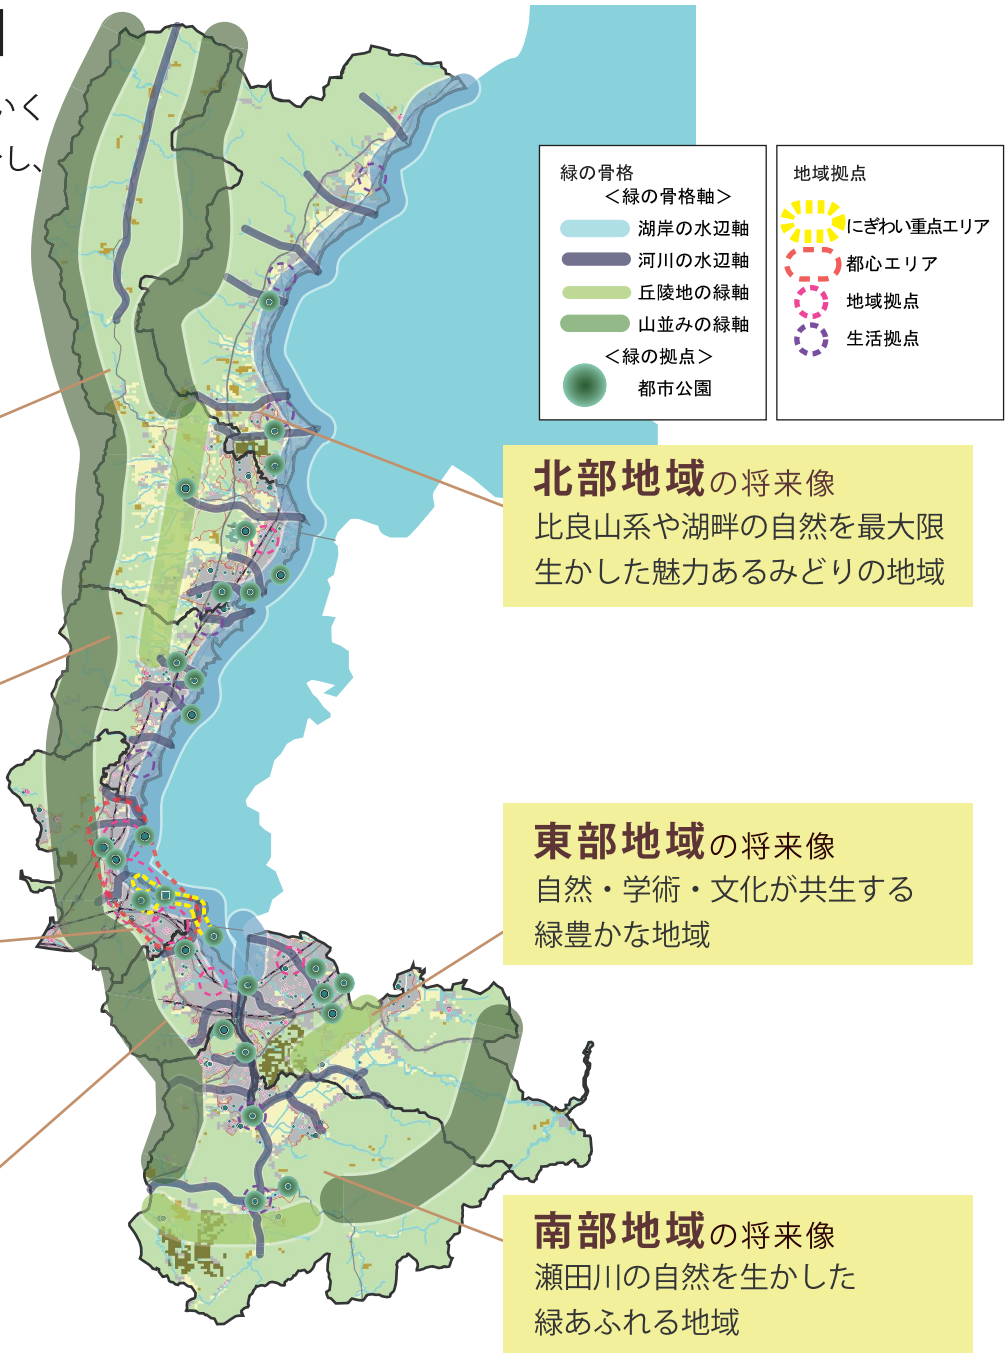 いく
し、
緑の骨格
＜緑の骨格軸＞
湖岸の水辺軸
河川の水辺軸
丘陵地の緑軸
山並みの緑軸
＜緑の拠点＞
都市公園
地域拠点
にぎわい重点エリア
都心エリア
地域拠点
生活拠点
北部地域の将来像
比良山系や湖畔の自然を最大限
生かした魅力あるみどりの地域
東部地域の将来像
自然・学術・文化が共生する
緑豊かな地域
南部地域の将来像
瀬田川の自然を生かした
緑あふれる地域